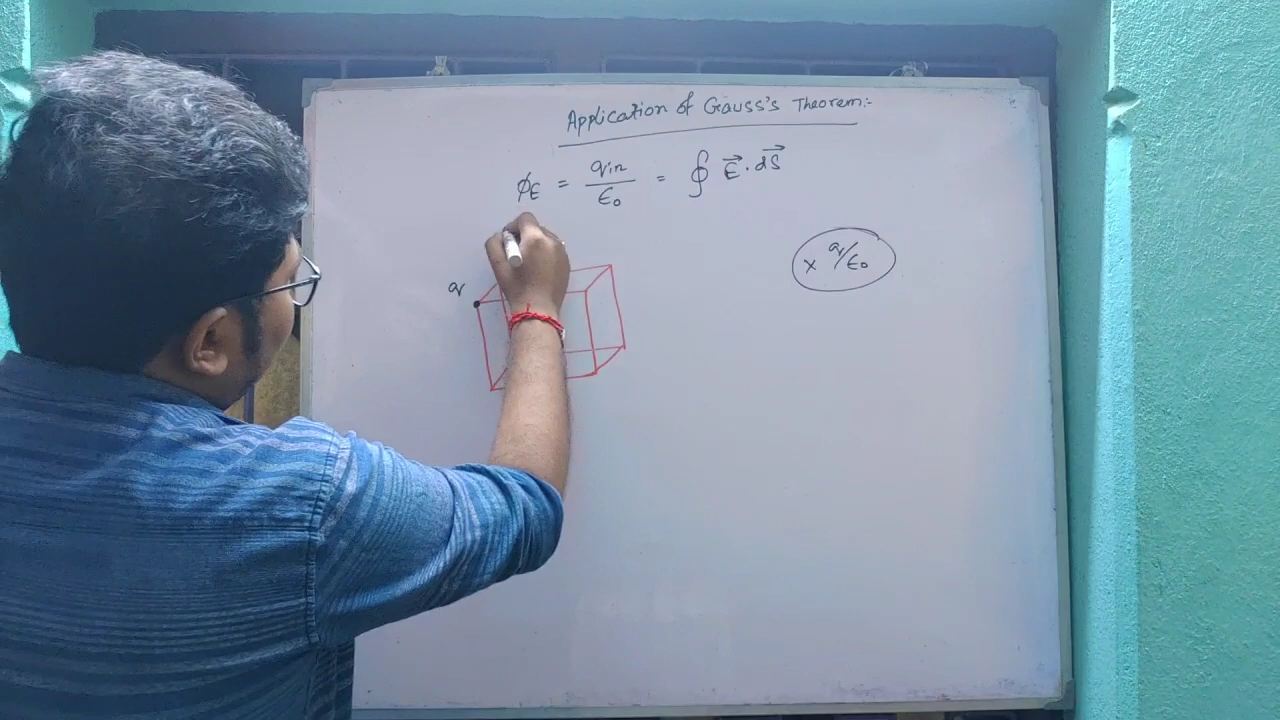 Application of Gauss's Theorem:-
ϕE = qin/ϵ0 = ∮ E⃗ . dS⃗
x q/ϵ0
q